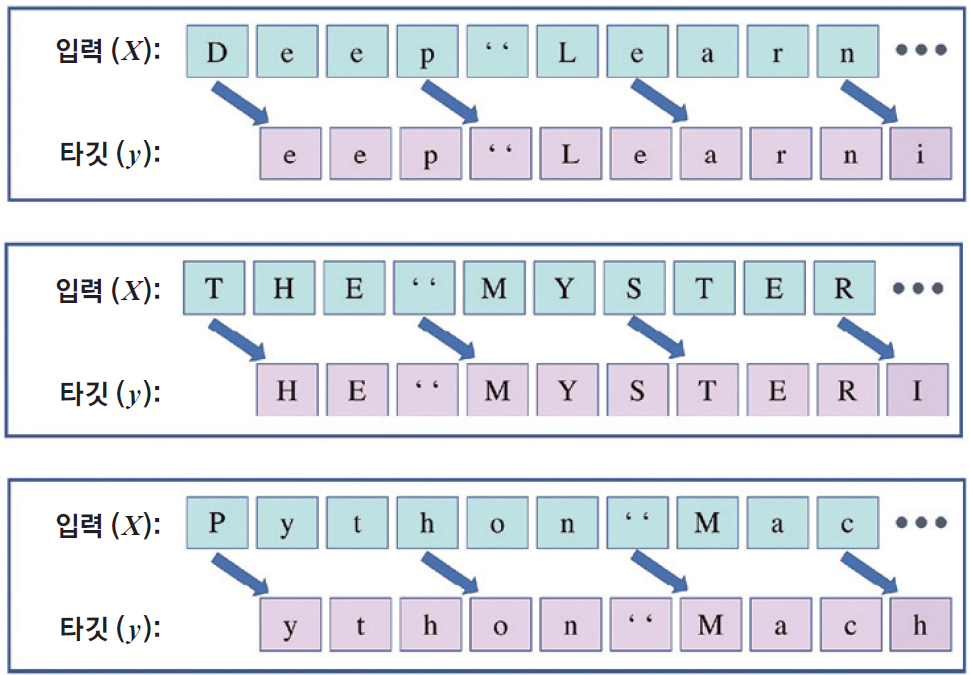 입력 (X): D e e p ‘ ‘ L e a r n •••
타깃 (y): e e p ‘ ‘ L e a r n i
입력 (X): T H E ‘ ‘ M Y S T E R •••
타깃 (y): H E ‘ ‘ M Y S T E R I
입력 (X): P y t h o n ‘ ‘ M a c •••
타깃 (y): y t h o n ‘ ‘ M a c h